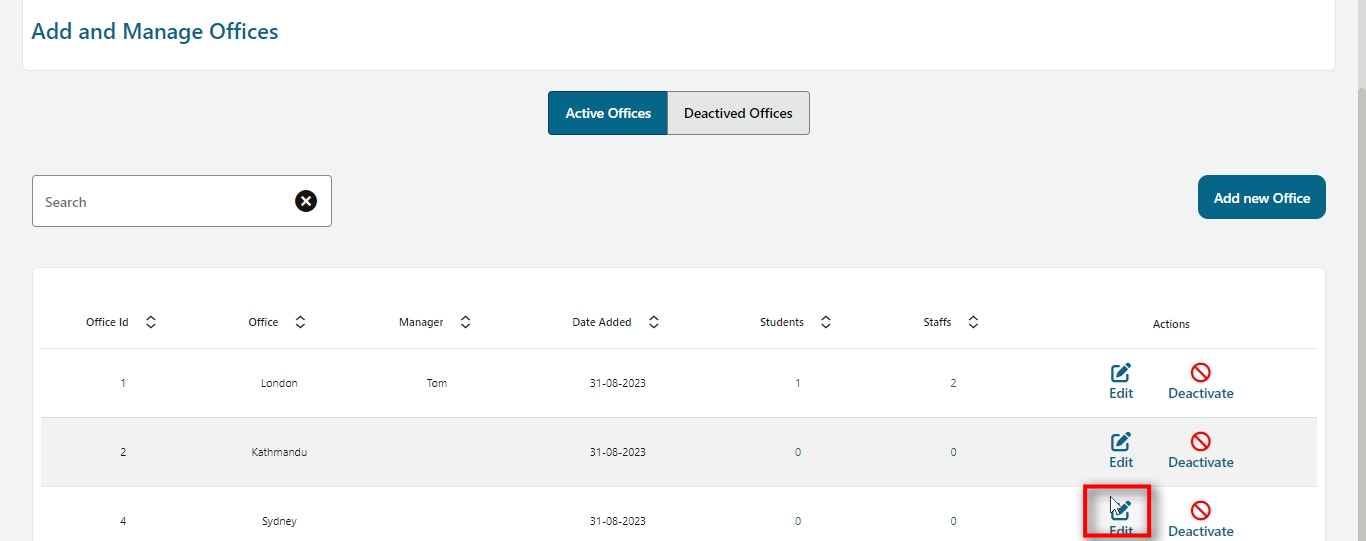 Add and Manage Offices
Active Offices Deactived Offices
Search Add new Office
Office Id Office Manager Date Added Students Staffs Actions
1 London Tom 31-08-2023 1 2 Edit Deactivate
2 Kathmandu 31-08-2023 0 0 Edit Deactivate
4 Sydney 31-08-2023 0 0 Edit Deactivate